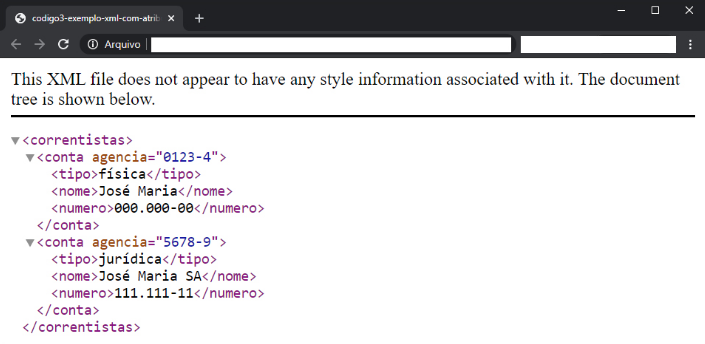 codigo3-exemplo-xml-com-atrib
Arquivo
This XML file does not appear to have any style information associated with it. The document
tree is shown below.
<correntistas>
<conta agencia="0123-4">
<tipo>física</tipo>
<nome>José Maria</nome>
<numero>000.000-00</numero>
</conta>
<conta agencia="5678-9">
<tipo>jurídica</tipo>
<nome>José Maria SA</nome>
<numero>111.111-11</numero>
</conta>
</correntistas>